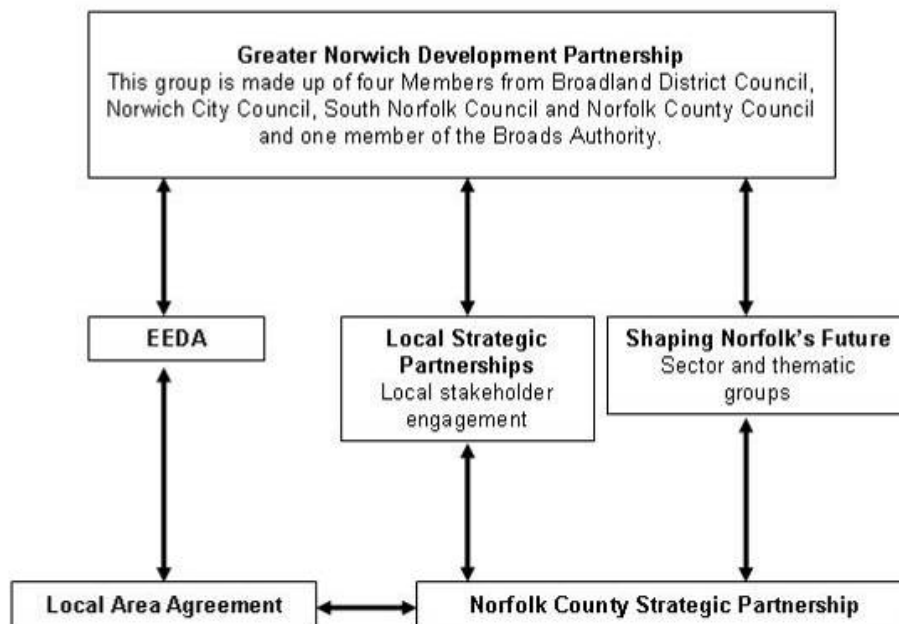 Greater Norwich Development Partnership
This group is made up of four Members from Broadland District Council,
Norwich City Council, South Norfolk Council and Norfolk County Council
and one member of the Broads Authority.
EEDA
Local Strategic
Partnerships
Local stakeholder
engagement
Shaping Norfolk's Future
Sector and thematic
groups
Local Area Agreement
Norfolk County Strategic Partnership